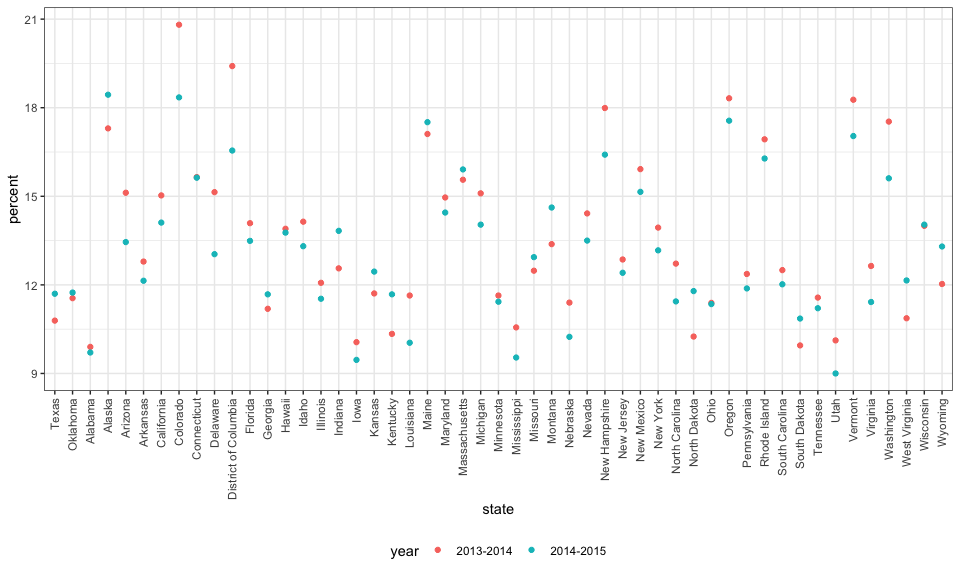 21
18
15
12
9
percent
Texas
Oklahoma
Alabama
Alaska
Arizona
Arkansas
California
Colorado
Connecticut
Delaware
District of Columbia
Florida
Georgia
Hawaii
Idaho
Illinois
Indiana
Iowa
Kansas
Kentucky
Louisiana
Maine
Maryland
Massachusetts
Michigan
Minnesota
Mississippi
Missouri
Montana
Nebraska
Nevada
New Hampshire
New Jersey
New Mexico
New York
North Carolina
North Dakota
Ohio
Oregon
Pennsylvania
Rhode Island
South Carolina
South Dakota
Tennessee
Utah
Vermont
Virginia
Washington
West Virginia
Wisconsin
Wyoming
state
year 2013-2014 2014-2015